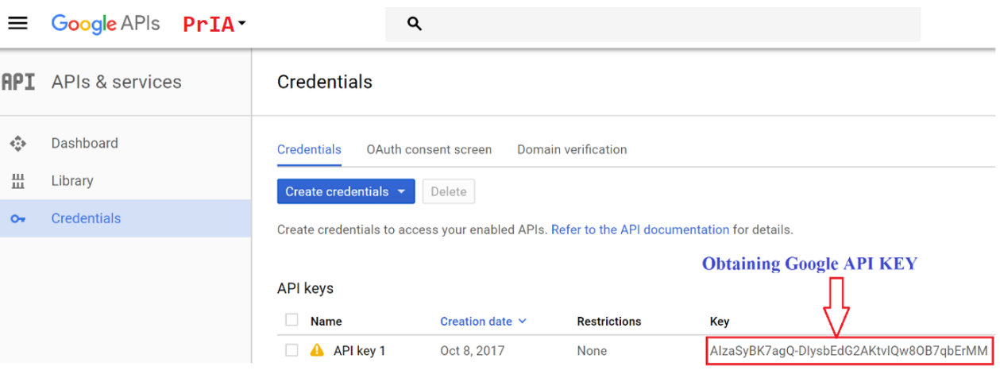 Google APIs PrIA
API APIs & services
Credentials
Dashboard
Library
Credentials
Credentials OAuth consent screen Domain verification
Create credentials Delete
Create credentials to access your enabled APIs. Refer to the API documentation for details.
Obtaining Google API KEY
API keys
Name Creation date Restrictions Key
API key 1 Oct 8, 2017 None AIzaSyBK7agQ-DIysbEdG2AKtvIQw8OB7qbErMM